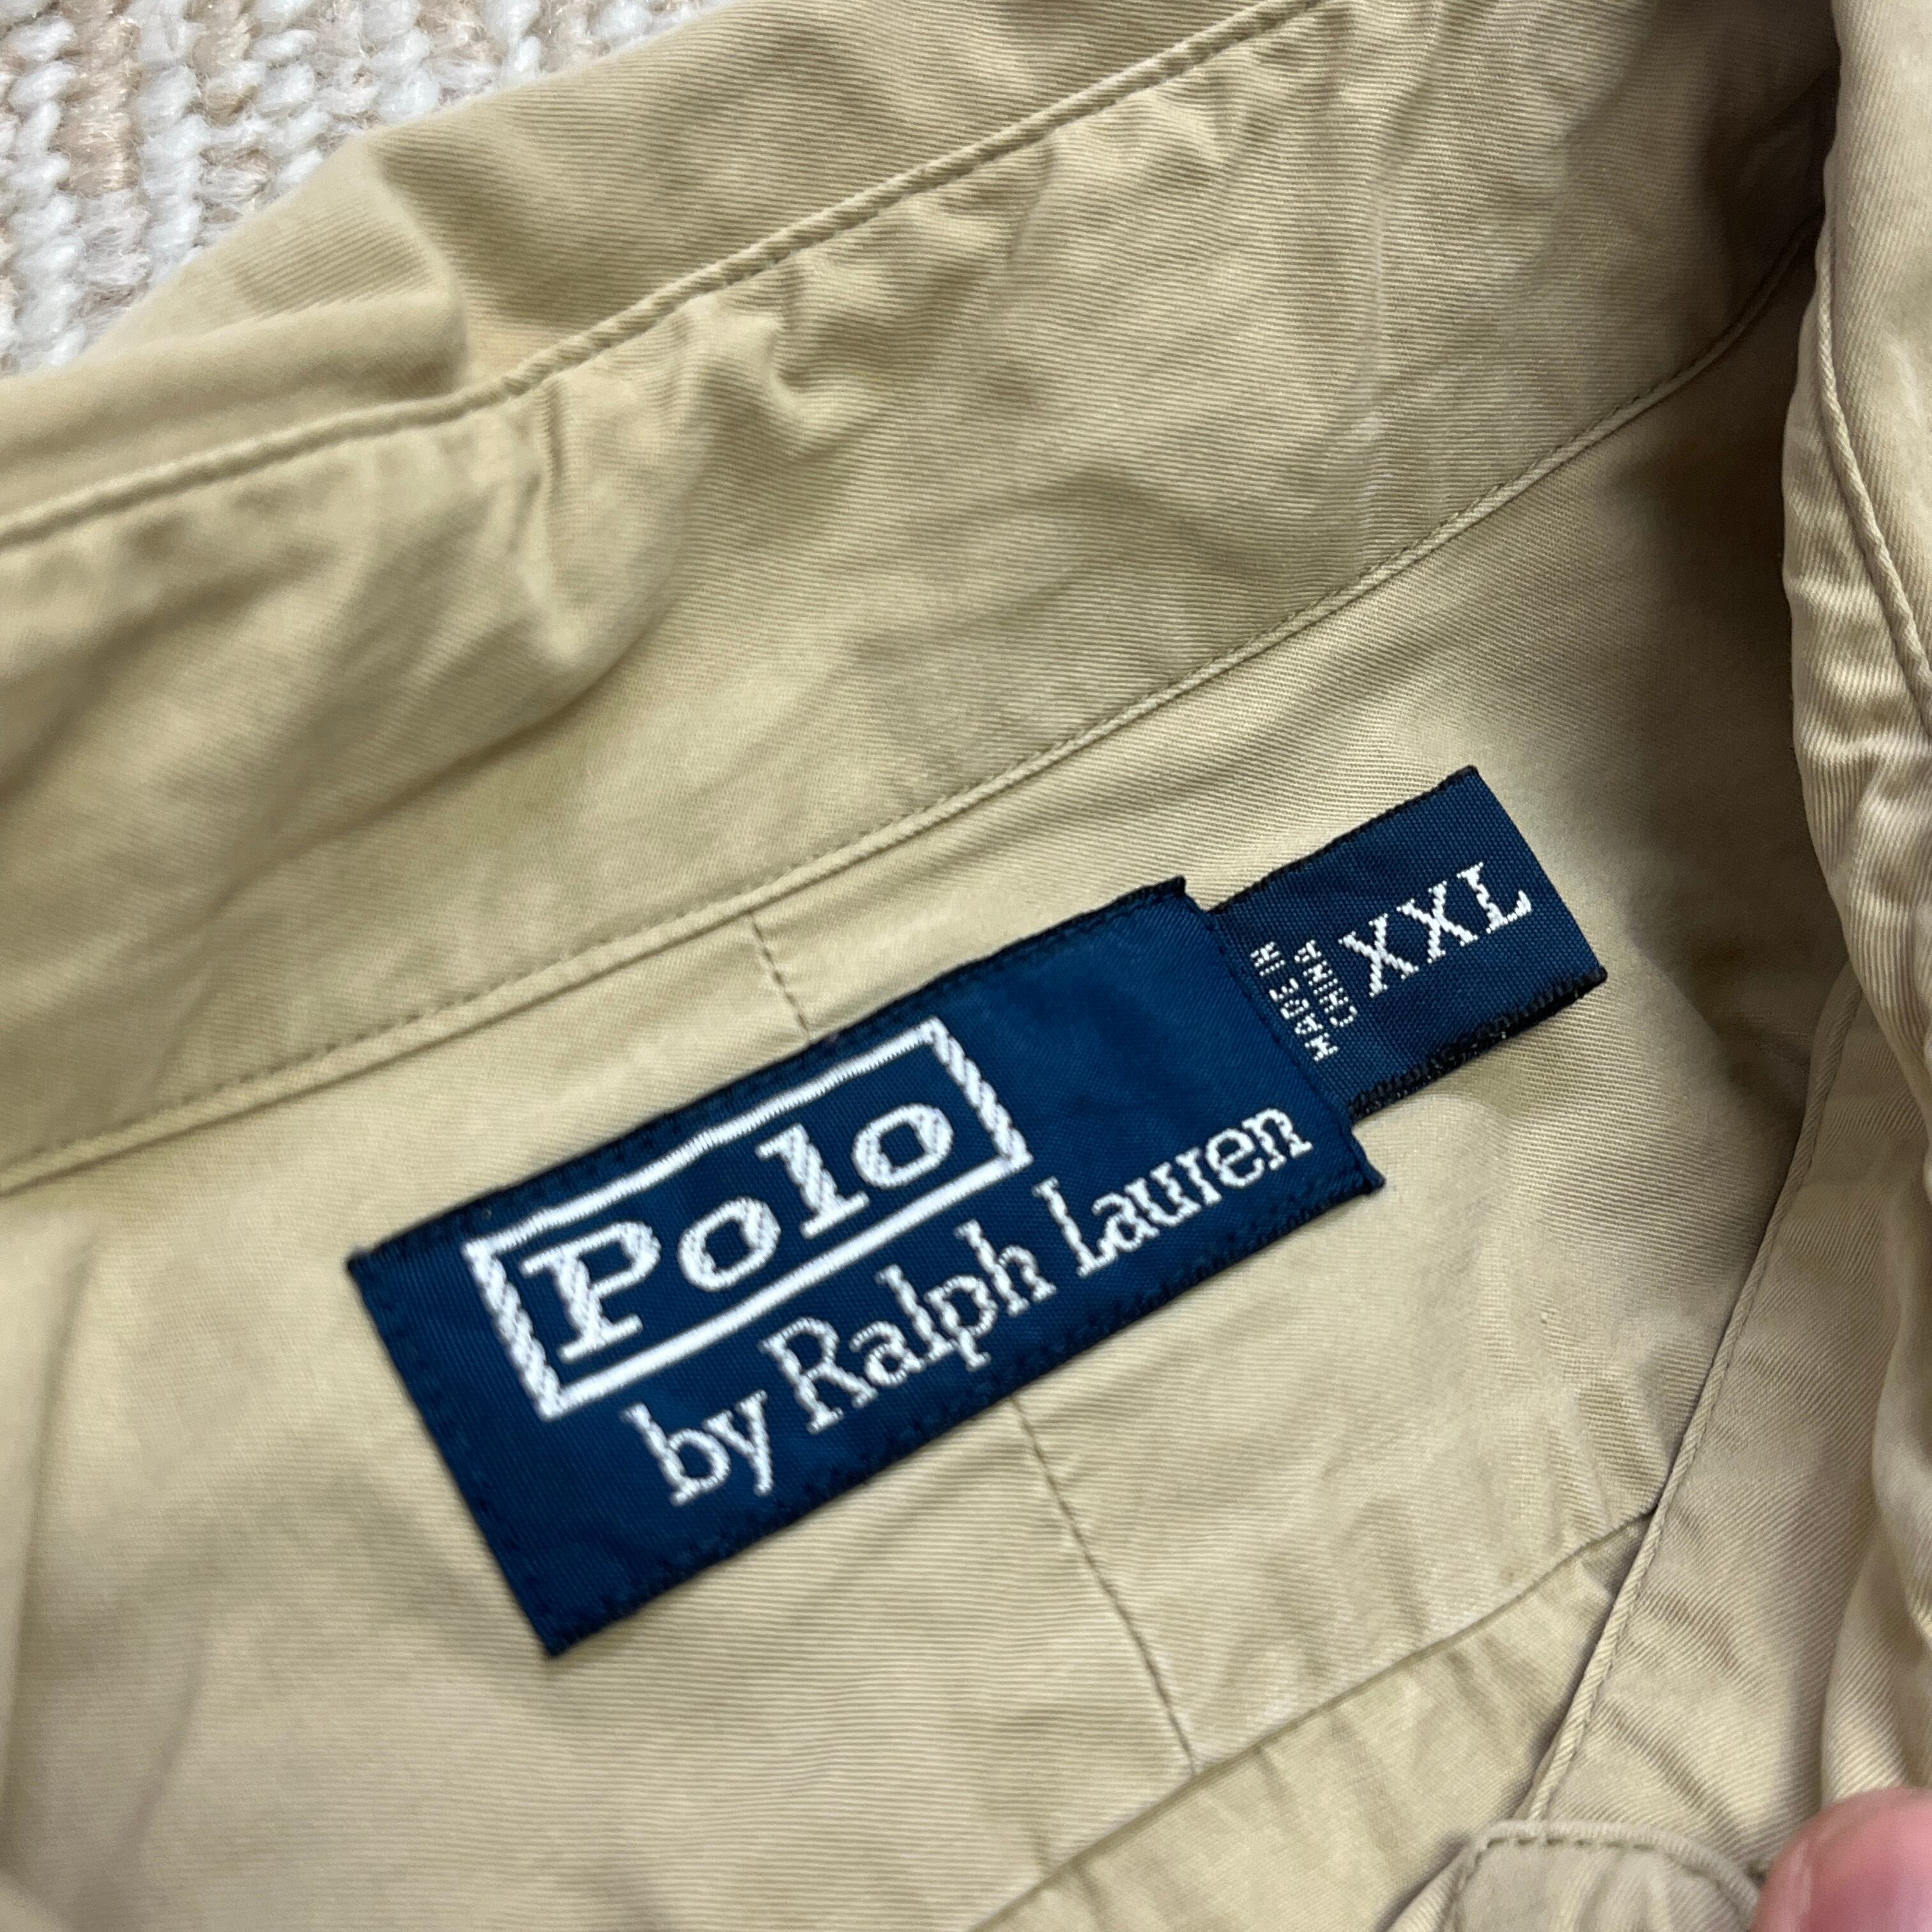 Polo
by Ralph Lauren
MADE IN
CHINA
XXL